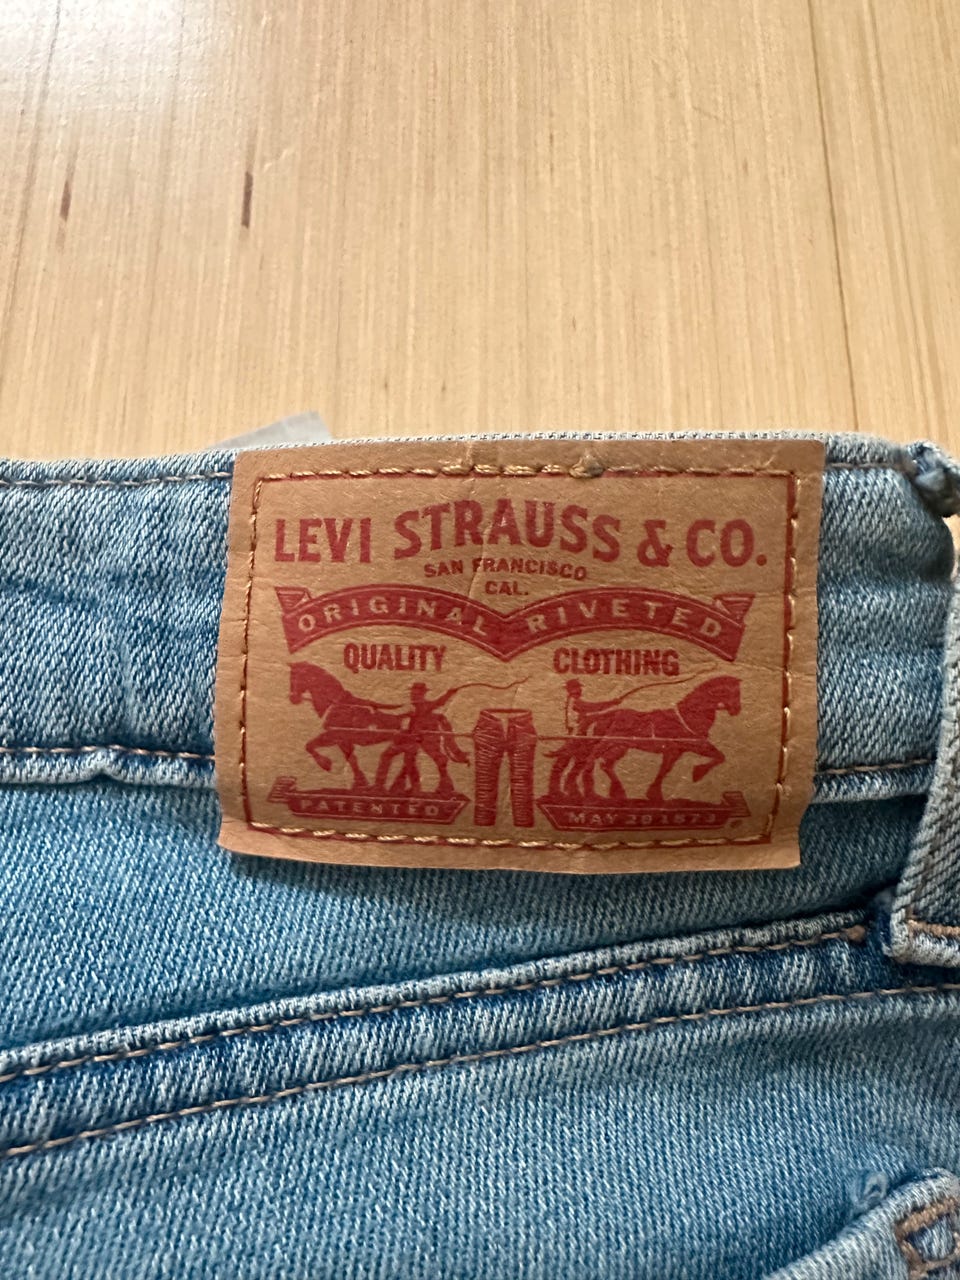 LEVI STRAUSS & CO.
SAN FRANCISCO
CAL.
ORIGINAL RIVETED
QUALITY CLOTHING
PATENTED MAY 20 1873